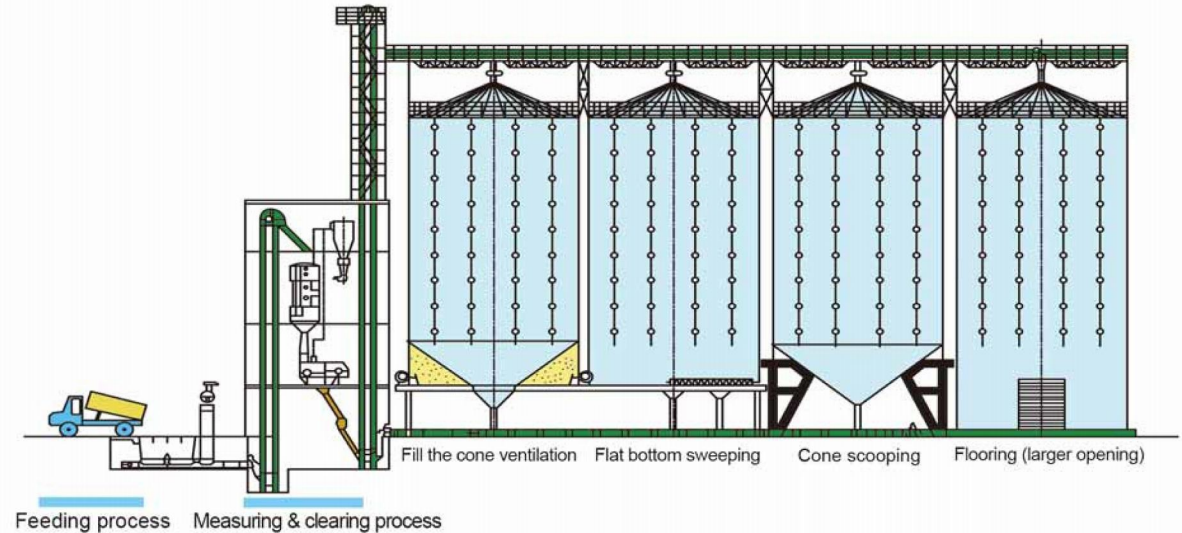 Fill the cone ventilation
Flat bottom sweeping
Cone scooping
Flooring (larger opening)
Feeding process
Measuring & clearing process